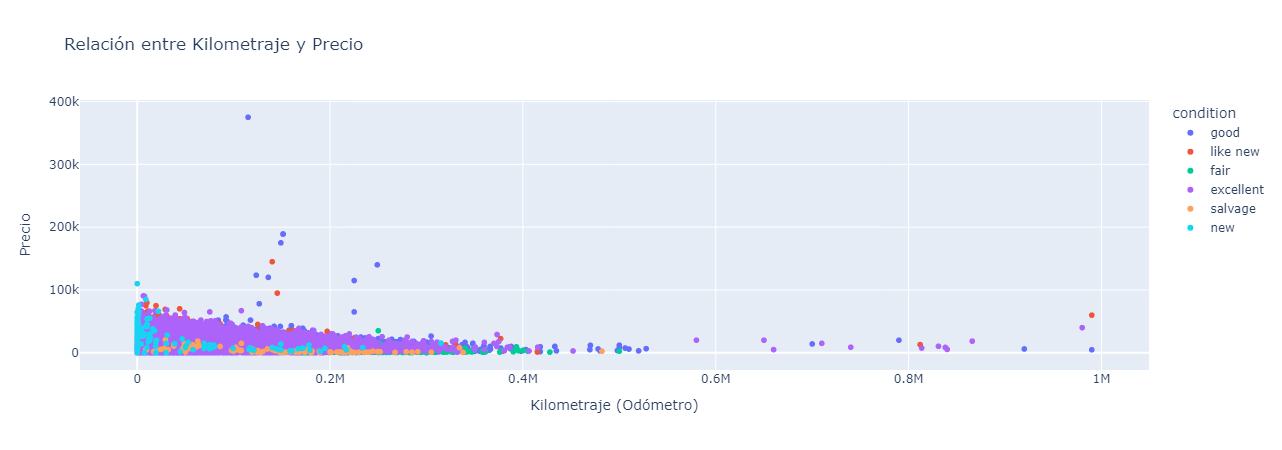 Relación entre Kilometraje y Precio
400k
300k
200k
100k
0
Precio
0
0.2M
0.4M
0.6M
0.8M
1M
Kilometraje (Odómetro)
condition
good
like new
fair
excellent
salvage
new